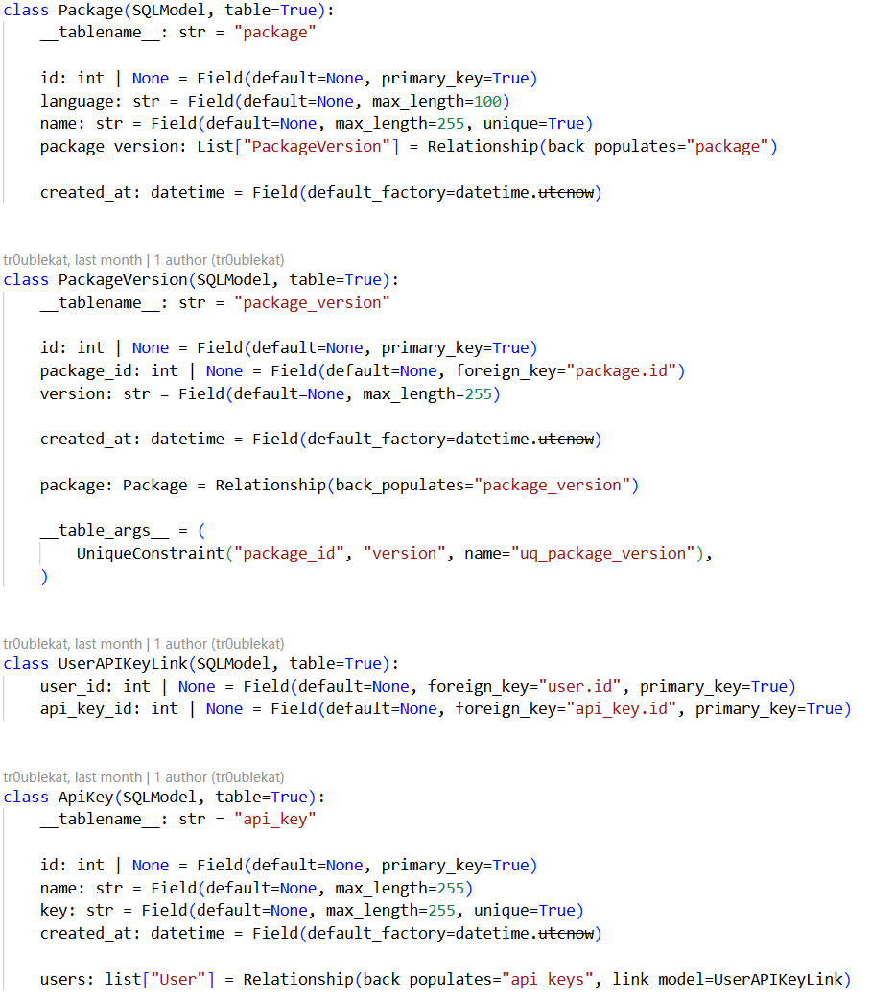 class Package(SQLModel, table=True):
    __tablename__: str = "package"
    id: int | None = Field(default=None, primary_key=True)
    language: str = Field(default=None, max_length=100)
    name: str = Field(default=None, max_length=255, unique=True)
    package_version: List["PackageVersion"] = Relationship(back_populates="package")
    created_at: datetime = Field(default_factory=datetime.utcnow)
tr0ublekat, last month | 1 author (tr0ublekat)
class PackageVersion(SQLModel, table=True):
    __tablename__: str = "package_version"
    id: int | None = Field(default=None, primary_key=True)
    package_id: int | None = Field(default=None, foreign_key="package.id")
    version: str = Field(default=None, max_length=255)
    created_at: datetime = Field(default_factory=datetime.utcnow)
    package: Package = Relationship(back_populates="package_version")
    __table_args__ = (
        UniqueConstraint("package_id", "version", name="uq_package_version"),
    )
tr0ublekat, last month | 1 author (tr0ublekat)
class UserAPIKeyLink(SQLModel, table=True):
    user_id: int | None = Field(default=None, foreign_key="user.id", primary_key=True)
    api_key_id: int | None = Field(default=None, foreign_key="api_key.id", primary_key=True)
tr0ublekat, last month | 1 author (tr0ublekat)
class ApiKey(SQLModel, table=True):
    __tablename__: str = "api_key"
    id: int | None = Field(default=None, primary_key=True)
    name: str = Field(default=None, max_length=255)
    key: str = Field(default=None, max_length=255, unique=True)
    created_at: datetime = Field(default_factory=datetime.utcnow)
    users: list["User"] = Relationship(back_populates="api_keys", link_model=UserAPIKeyLink)